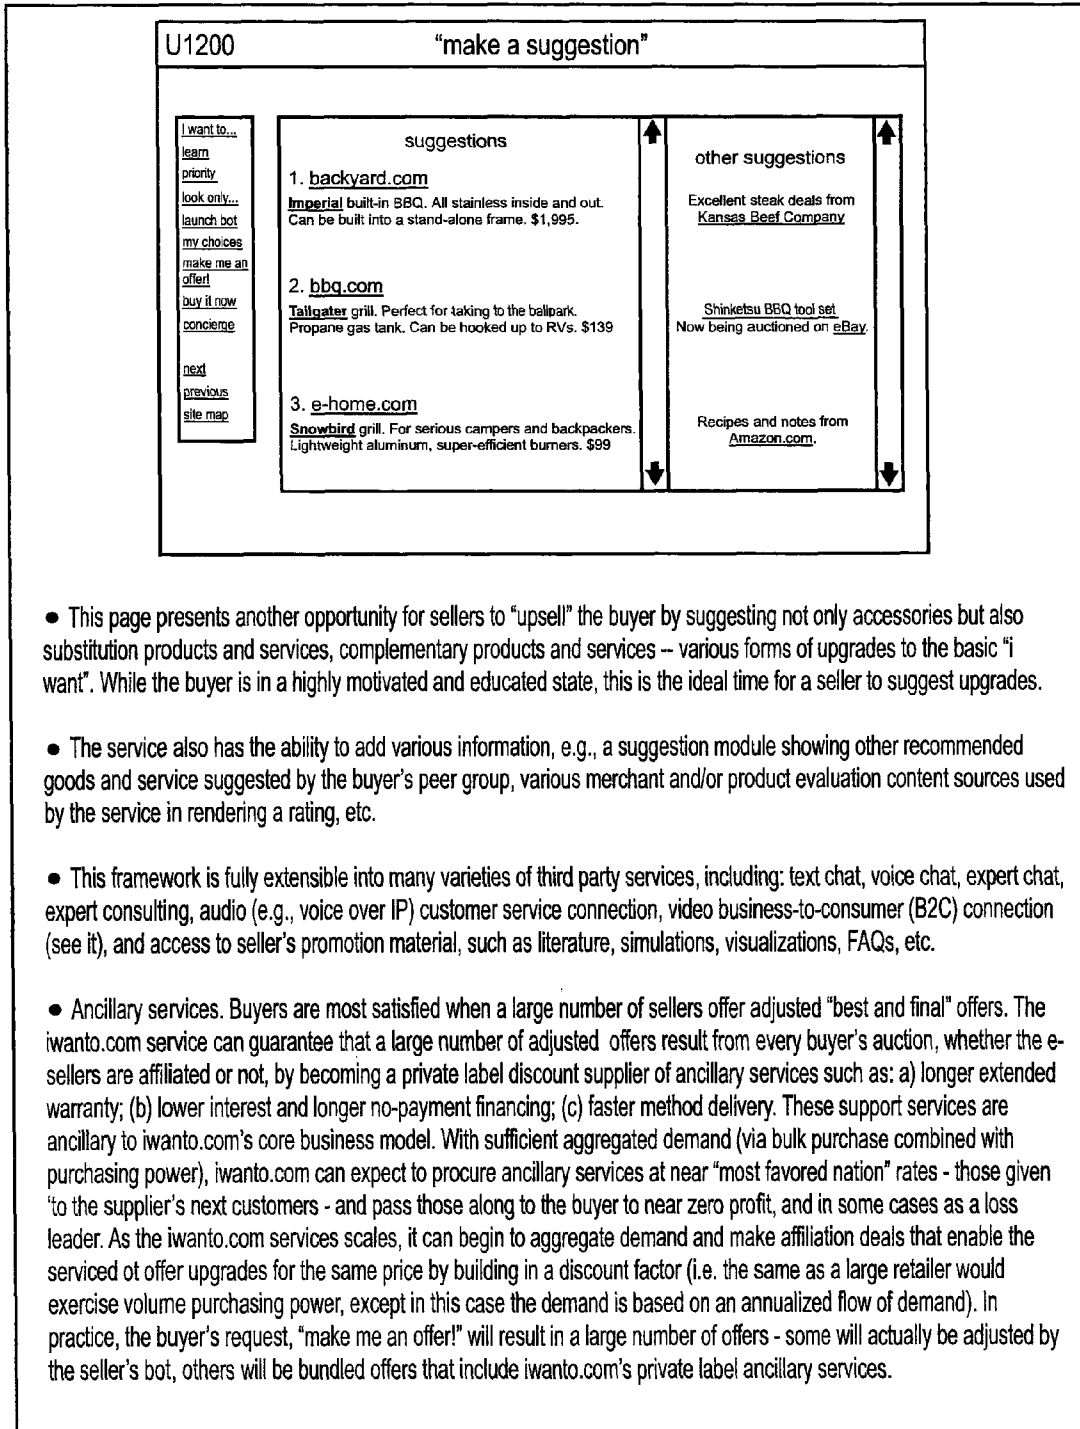 U1200 "make a suggestion"
I want to...
learn
priority
look only...
launch bot
my choices
make me an
offer!
buy it now
concierge
next
previous
site map
suggestions
1. backyard.com
Imperial built-in BBQ. All stainless inside and out.
Can be built into a stand-alone frame. $1,995.
2. bbq.com
Tailgater grill. Perfect for taking to the ballpark.
Propane gas tank. Can be hooked up to RVs. $139
3. e-home.com
Snowbird grill. For serious campers and backpackers.
Lightweight aluminum, super-efficient burners. $99
other suggestions
Excellent steak deals from
Kansas Beef Company
Shinketsu BBQ tool set
Now being auctioned on eBay.
Recipes and notes from
Amazon.com.
• This page presents another opportunity for sellers to "upsell" the buyer by suggesting not only accessories but also
substitution products and services, complementary products and services -- various forms of upgrades to the basic "i
want". While the buyer is in a highly motivated and educated state, this is the ideal time for a seller to suggest upgrades.
• The service also has the ability to add various information, e.g., a suggestion module showing other recommended
goods and service suggested by the buyer's peer group, various merchant and/or product evaluation content sources used
by the service in rendering a rating, etc.
• This framework is fully extensible into many varieties of third party services, including: text chat, voice chat, expert chat,
expert consulting, audio (e.g., voice over IP) customer service connection, video business-to-consumer (B2C) connection
(see it), and access to seller's promotion material, such as literature, simulations, visualizations, FAQs, etc.
• Ancillary services. Buyers are most satisfied when a large number of sellers offer adjusted "best and final" offers. The
iwanto.com service can guarantee that a large number of adjusted offers result from every buyer's auction, whether the e-
sellers are affiliated or not, by becoming a private label discount supplier of ancillary services such as: a) longer extended
warranty; (b) lower interest and longer no-payment financing; (c) faster method delivery. These support services are
ancillary to iwanto.com's core business model. With sufficient aggregated demand (via bulk purchase combined with
purchasing power), iwanto.com can expect to procure ancillary services at near "most favored nation" rates - those given
'to the supplier's next customers - and pass those along to the buyer to near zero profit, and in some cases as a loss
leader. As the iwanto.com services scales, it can begin to aggregate demand and make affiliation deals that enable the
serviced ot offer upgrades for the same price by building in a discount factor (i.e. the same as a large retailer would
exercise volume purchasing power, except in this case the demand is based on an annualized flow of demand). In
practice, the buyer's request, "make me an offer!" will result in a large number of offers - some will actually be adjusted by
the seller's bot, others will be bundled offers that include iwanto.com's private label ancillary services.